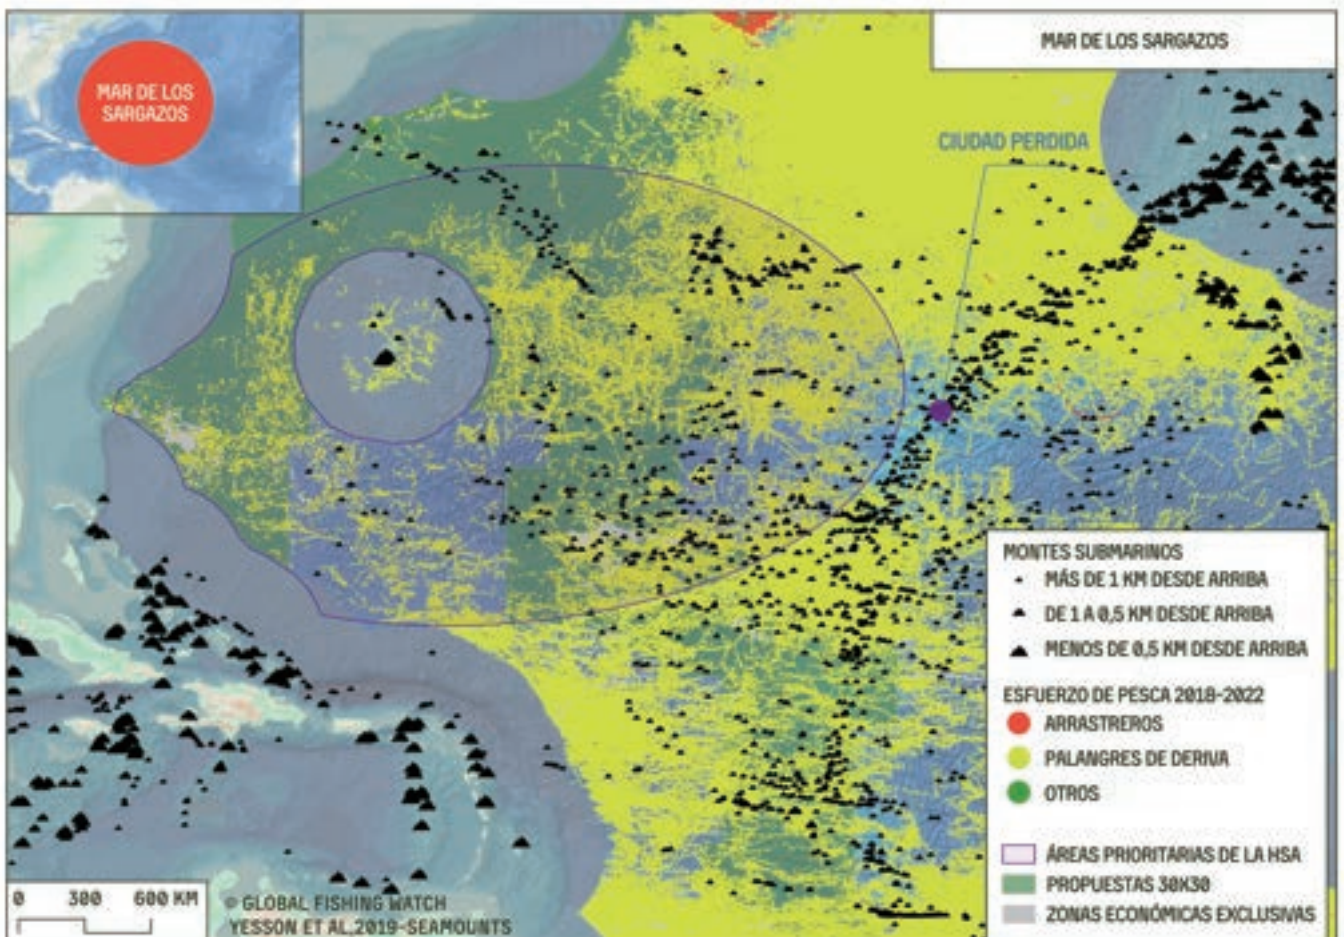 MAR DE LOS
SARGAZOS
MAR DE LOS SARGAZOS
CIUDAD PERDIDA
MONTES SUBMARINOS
MÁS DE 1 KM DESDE ARRIBA
DE 1 A 0,5 KM DESDE ARRIBA
MENOS DE 0,5 KM DESDE ARRIBA
ESFUERZO DE PESCA 2018-2022
ARRASTREROS
PALANGRES DE DERIVA
OTROS
ÁREAS PRIORITARIAS DE LA HSA
PROPUESTAS 30X30
ZONAS ECONÓMICAS EXCLUSIVAS
0 300 600 KM
© GLOBAL FISHING WATCH
YESSON ET AL,2019-SEAMOUNTS